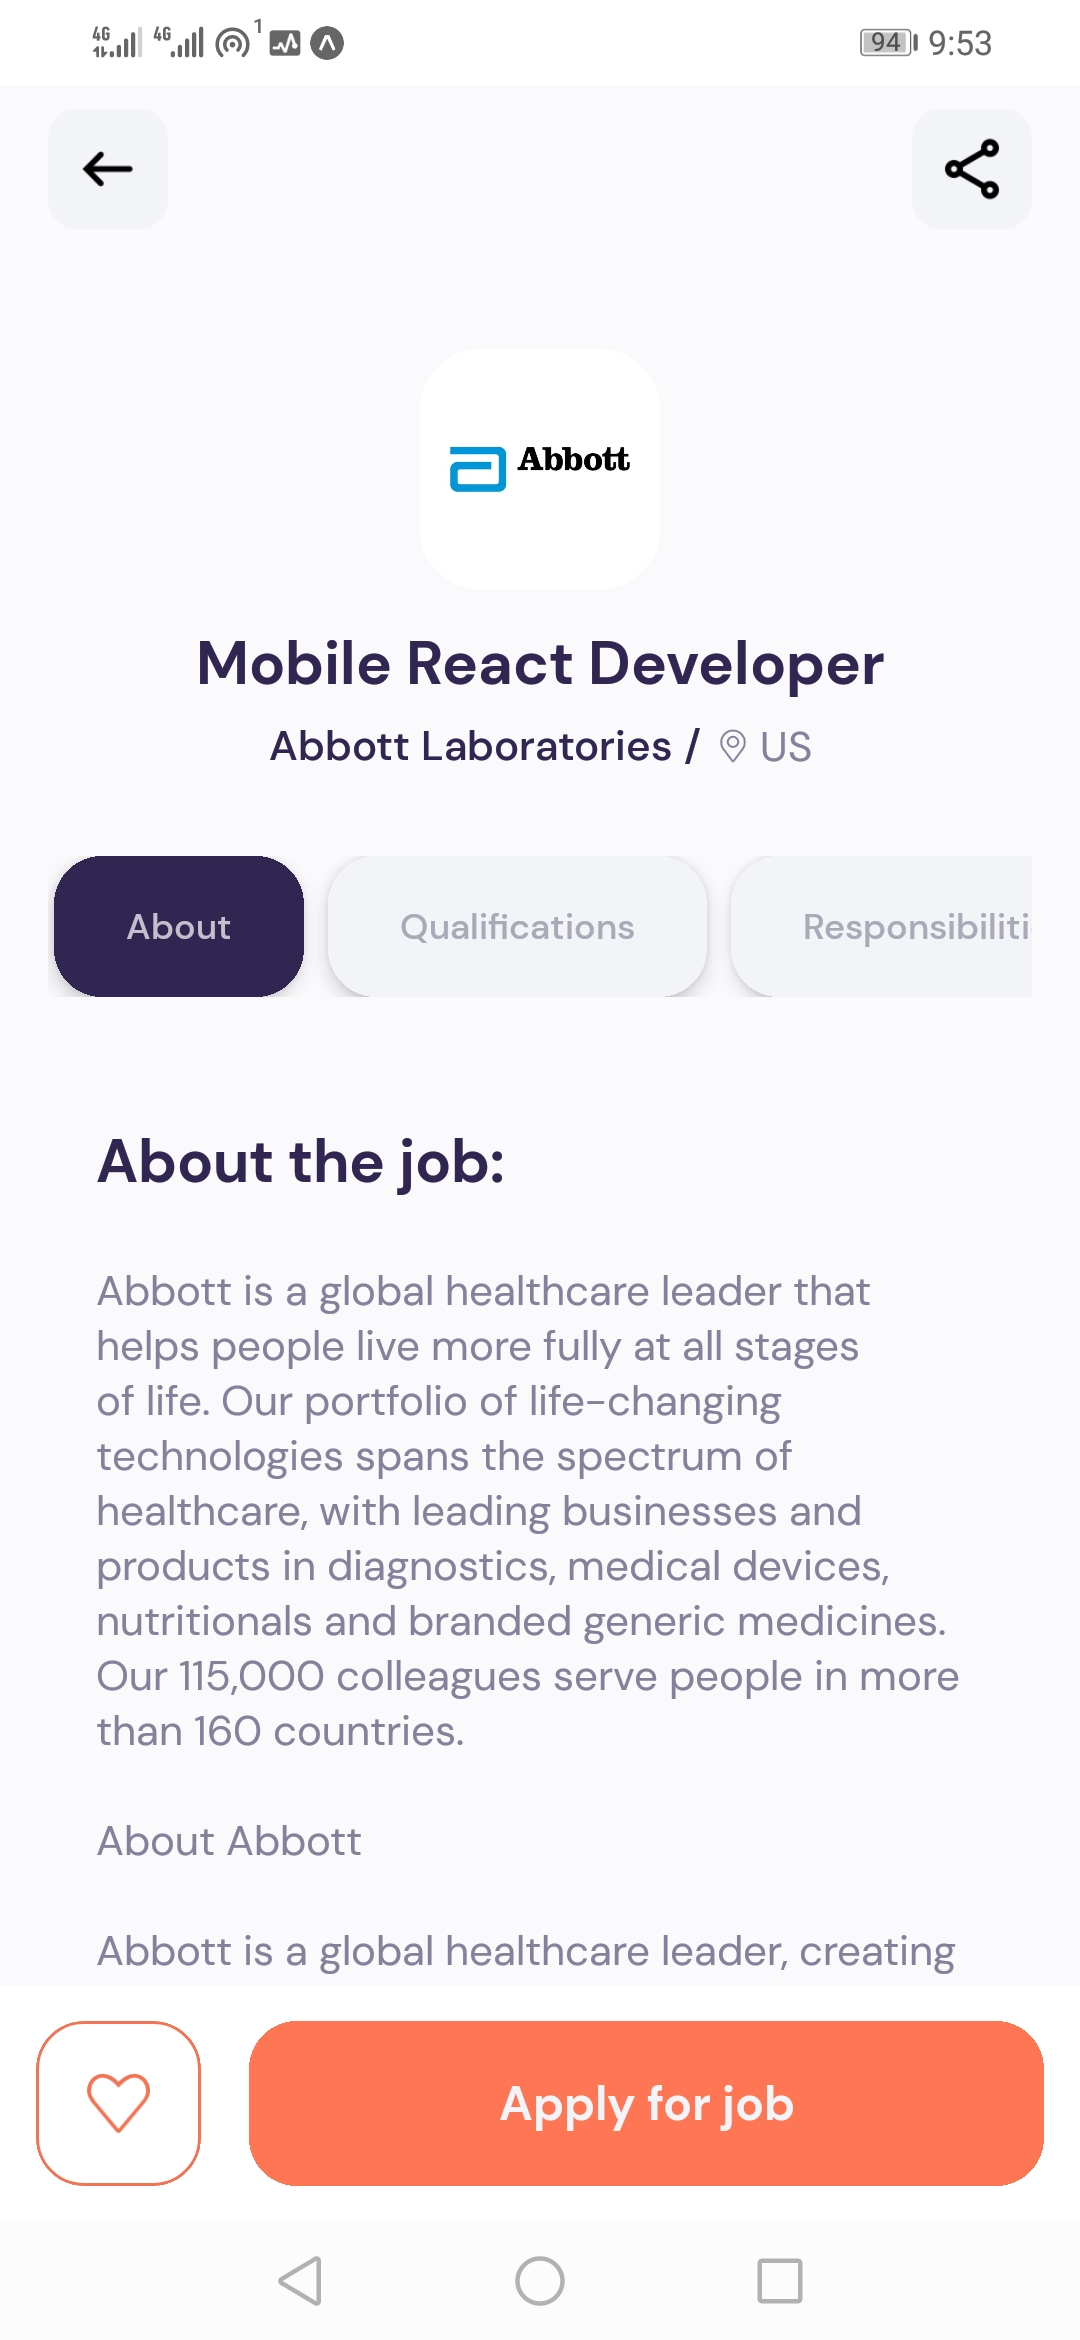 4G 4G 1 94 9:53
Abbott
Mobile React Developer
Abbott Laboratories / US
About Qualifications Responsibiliti
About the job:
Abbott is a global healthcare leader that
helps people live more fully at all stages
of life. Our portfolio of life-changing
technologies spans the spectrum of
healthcare, with leading businesses and
products in diagnostics, medical devices,
nutritionals and branded generic medicines.
Our 115,000 colleagues serve people in more
than 160 countries.
About Abbott
Abbott is a global healthcare leader, creating
Apply for job